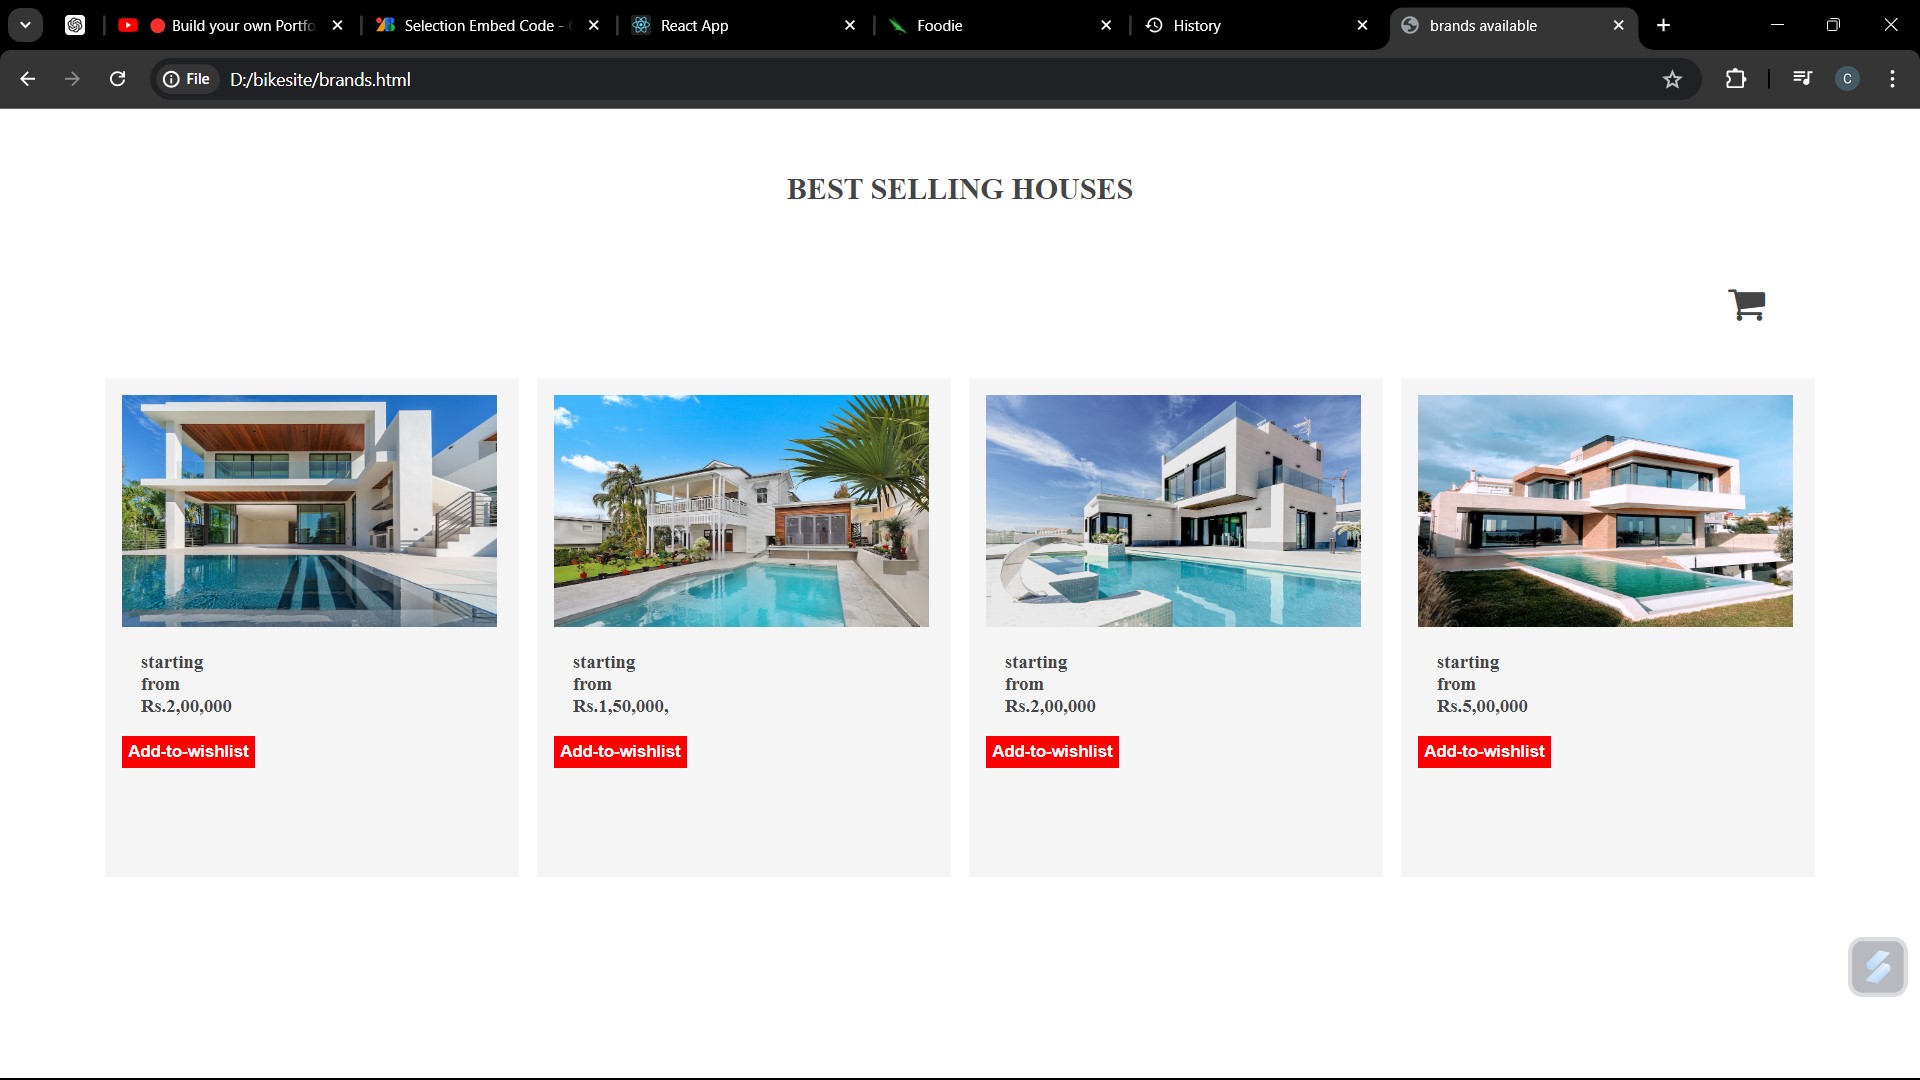 Build your own Portfo
Selection Embed Code -
React App
Foodie
History
brands available
File
D:/bikesite/brands.html
C
BEST SELLING HOUSES
starting
from
Rs.2,00,000
Add-to-wishlist
starting
from
Rs.1,50,000,
Add-to-wishlist
starting
from
Rs.2,00,000
Add-to-wishlist
starting
from
Rs.5,00,000
Add-to-wishlist